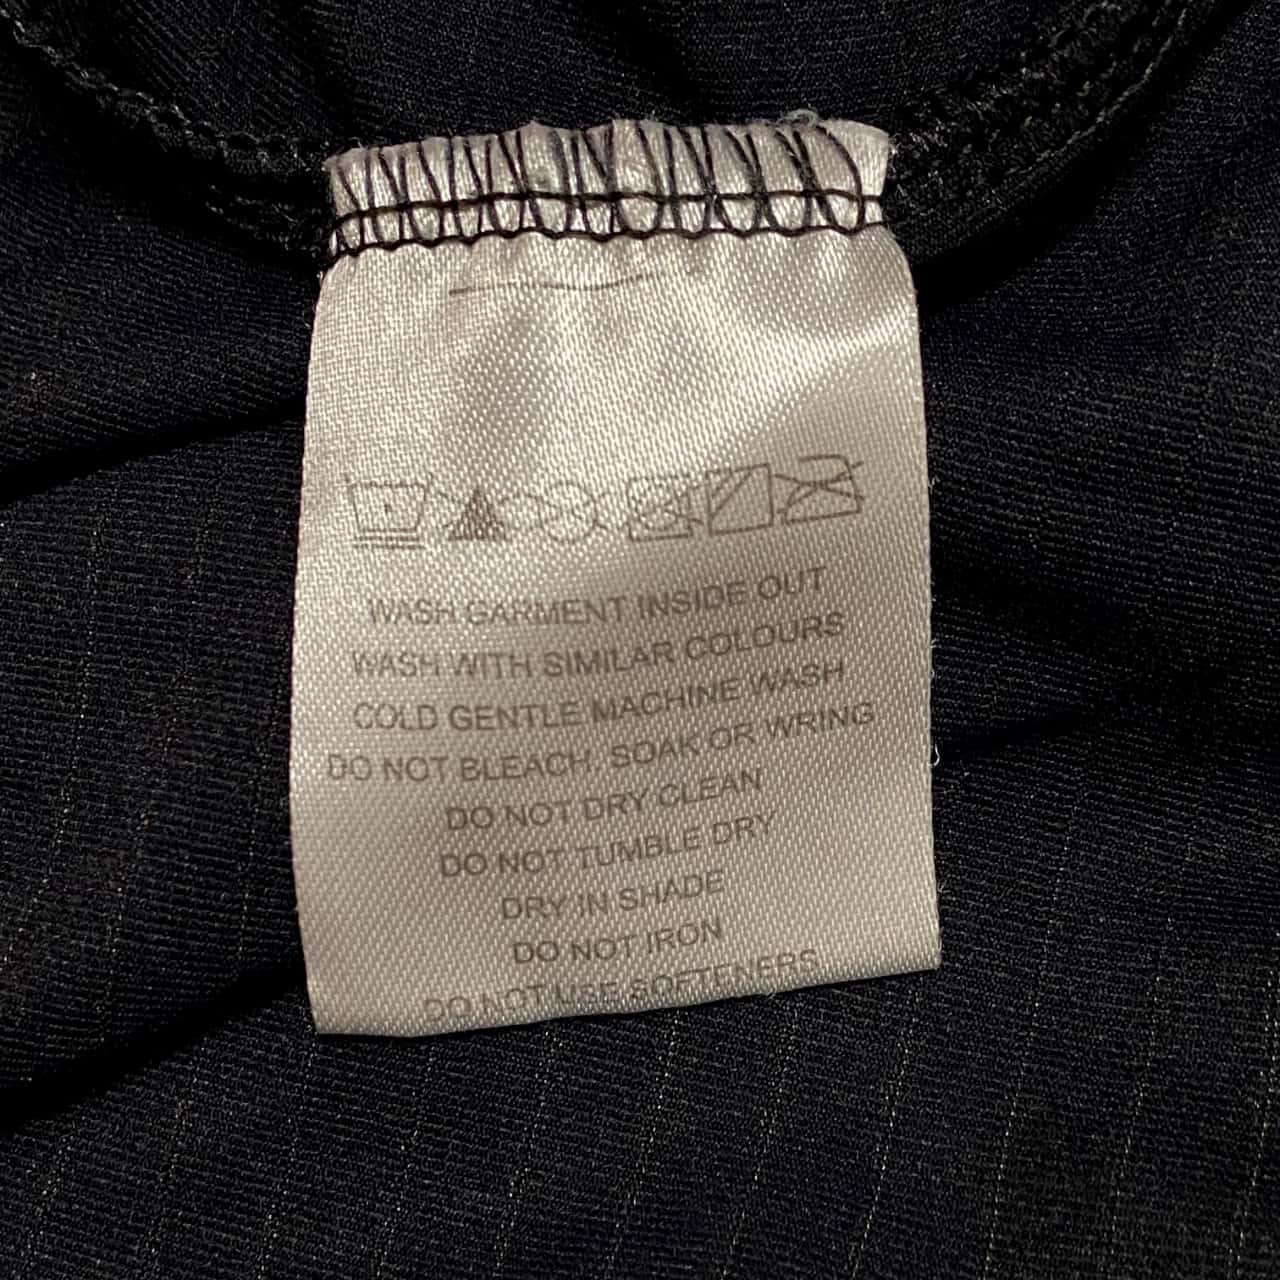 WASH GARMENT INSIDE OUT
WASH WITH SIMILAR COLOURS
COLD GENTLE MACHINE WASH
DO NOT BLEACH, SOAK OR WRING
DO NOT DRY CLEAN
DO NOT TUMBLE DRY
DRY IN SHADE
DO NOT IRON
DO NOT USE SOFTENERS